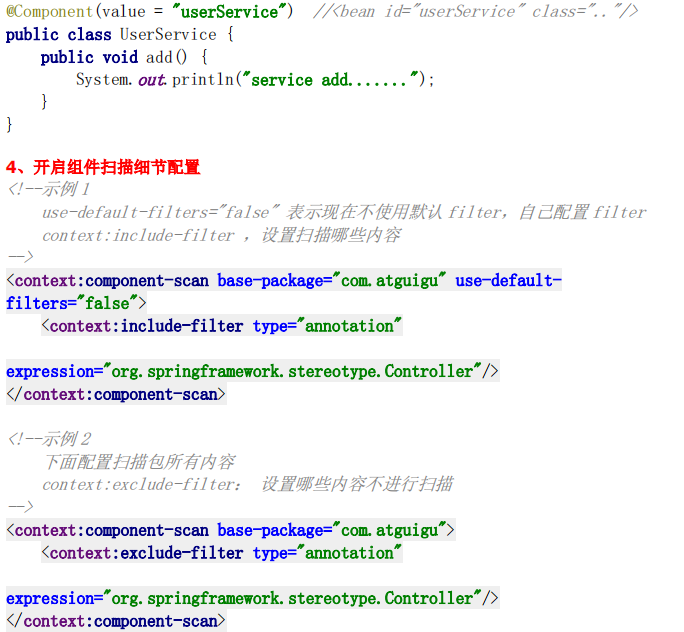 @Component(value = "userService")  //<bean id="userService" class=".."/>
public class UserService {
    public void add() {
        System.out.println("service add.......");
    }
}
4、开启组件扫描细节配置
<!--示例 1
    use-default-filters="false" 表示现在不使用默认 filter，自己配置 filter
    context:include-filter ，设置扫描哪些内容
-->
<context:component-scan base-package="com.atguigu" use-default-
filters="false">
    <context:include-filter type="annotation"
expression="org.springframework.stereotype.Controller"/>
</context:component-scan>
<!--示例 2
    下面配置扫描包所有内容
    context:exclude-filter： 设置哪些内容不进行扫描
-->
<context:component-scan base-package="com.atguigu">
    <context:exclude-filter type="annotation"
expression="org.springframework.stereotype.Controller"/>
</context:component-scan>